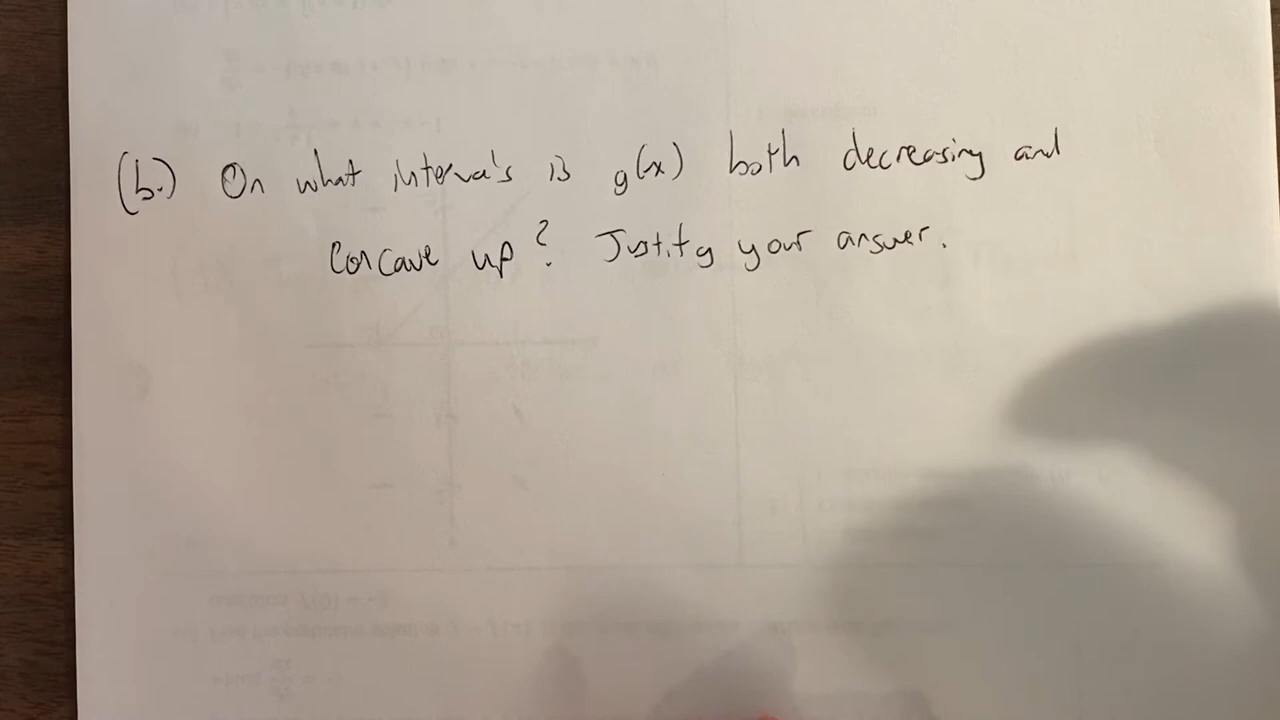 (b.) On what intervals is g(x) both decreasing and
concave up? Justify your answer.